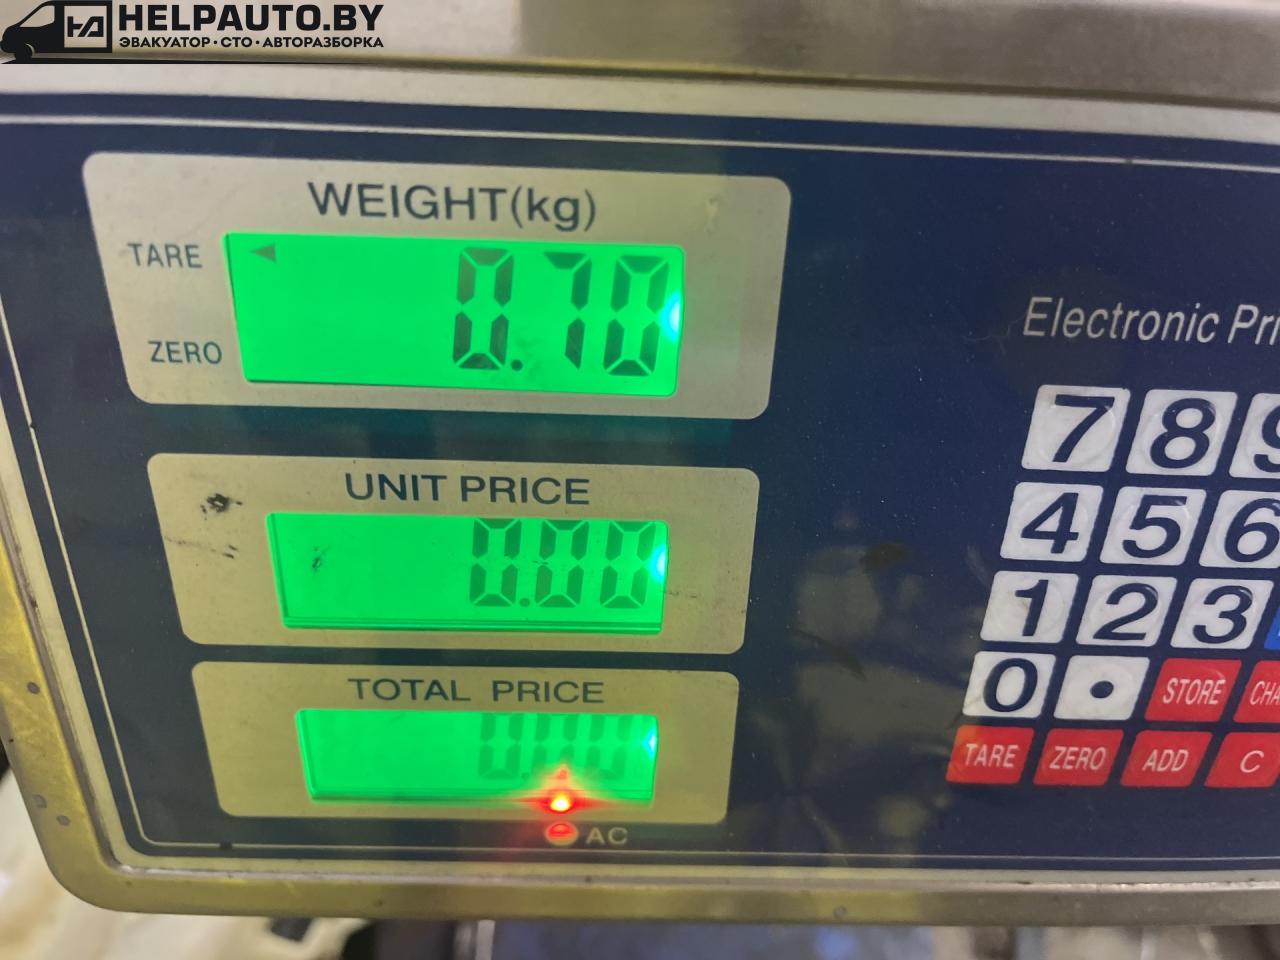 HELPAUTO.BY
ЭВАКУАТОР·СТО·АВТОРАЗБОРКА
WEIGHT(kg)
TARE
0.70
ZERO
Electronic
UNIT PRICE
0.00
TOTAL PRICE
0.00
AC
7 8 9
4 5 6
1 2 3
0 . STORE
TARE ZERO ADD C